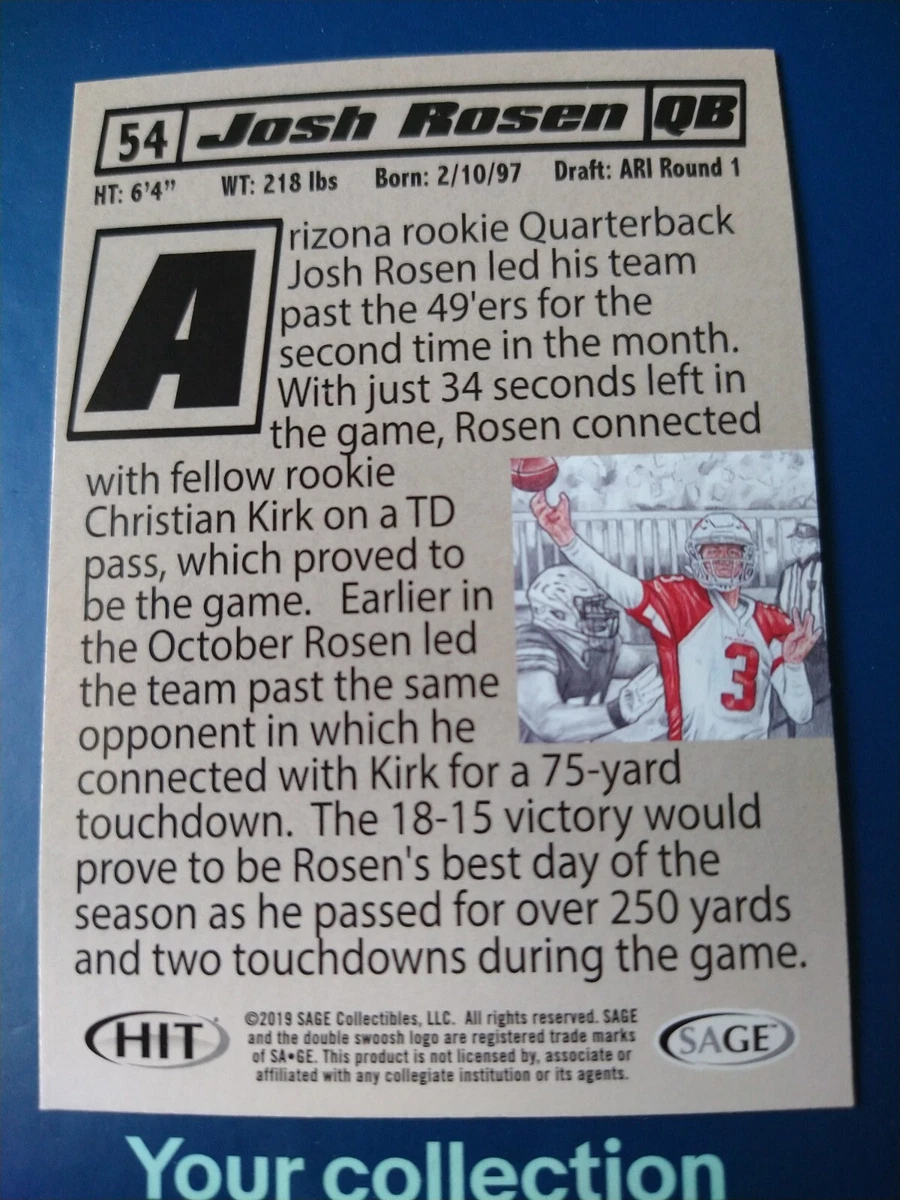 54 Josh Rosen QB
HT: 6'4" WT: 218 lbs Born: 2/10/97 Draft: ARI Round 1
Arizona rookie Quarterback
Josh Rosen led his team
past the 49'ers for the
second time in the month.
With just 34 seconds left in
the game, Rosen connected
with fellow rookie
Christian Kirk on a TD
pass, which proved to
be the game. Earlier in
the October Rosen led
the team past the same
opponent in which he
connected with Kirk for a 75-yard
touchdown. The 18-15 victory would
prove to be Rosen's best day of the
season as he passed for over 250 yards
and two touchdowns during the game.
3
HIT
©2019 SAGE Collectibles, LLC. All rights reserved. SAGE
and the double swoosh logo are registered trade marks
of SA•GE. This product is not licensed by, associate or
affiliated with any collegiate institution or its agents.
SAGE™
Your collection